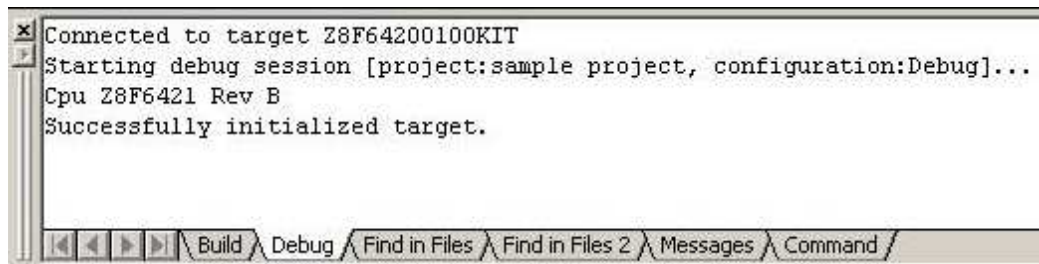 Connected to target Z8F64200100KIT
Starting debug session [project:sample project, configuration:Debug]...
Cpu Z8F6421 Rev B
Successfully initialized target.
Build Debug Find in Files Find in Files 2 Messages Command